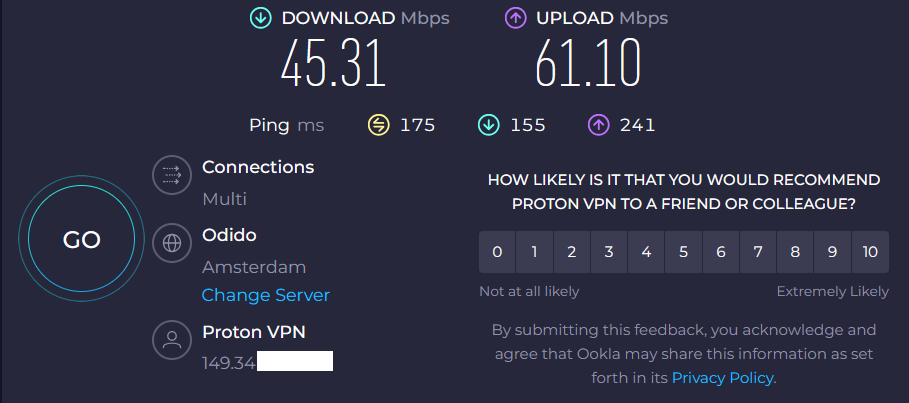 DOWNLOAD Mbps
UPLOAD Mbps
45.31
61.10
Ping ms 175 155 241
Connections
Multi
Odido
Amsterdam
Change Server
Proton VPN
149.34
GO
HOW LIKELY IS IT THAT YOU WOULD RECOMMEND
PROTON VPN TO A FRIEND OR COLLEAGUE?
0 1 2 3 4 5 6 7 8 9 10
Not at all likely Extremely Likely
By submitting this feedback, you acknowledge and
agree that Ookla may share this information as set
forth in its Privacy Policy.